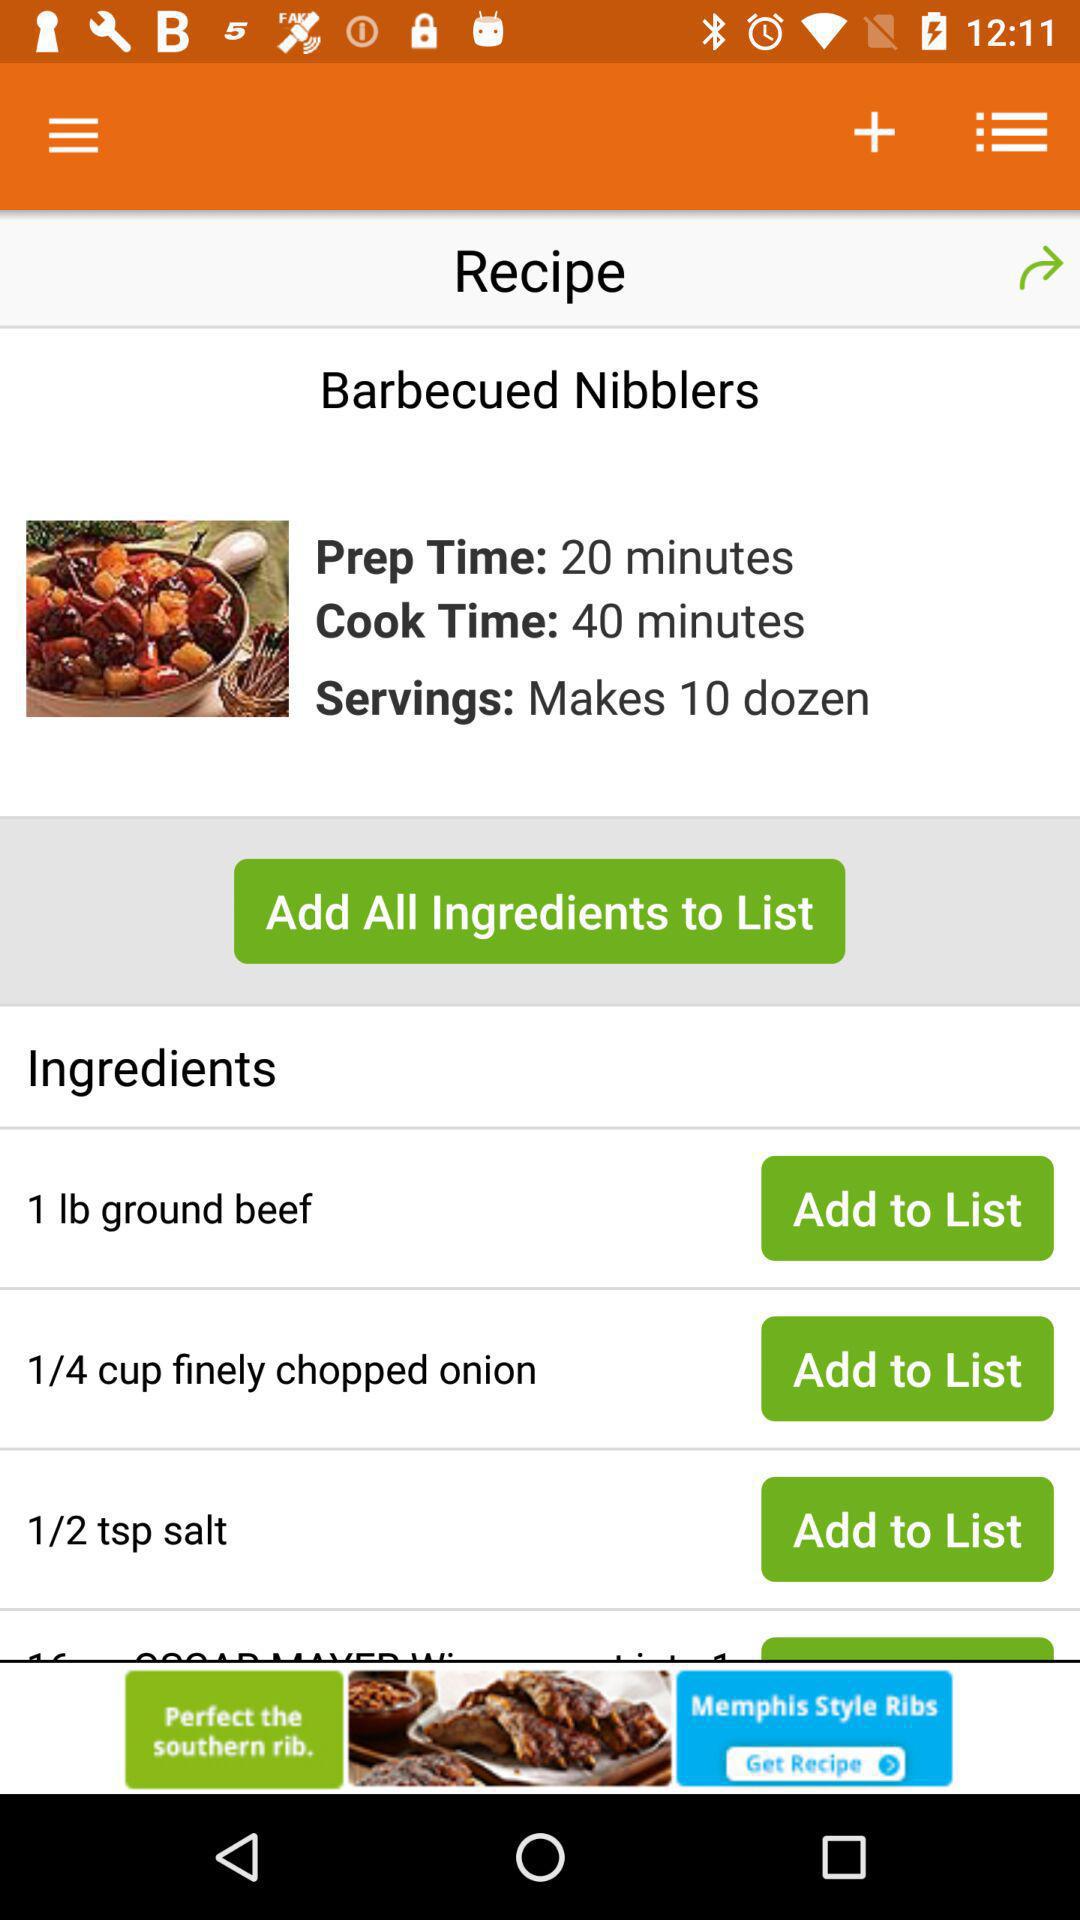 12:11
Recipe
Barbecued Nibblers
Prep Time: 20 minutes
Cook Time: 40 minutes
Servings: Makes 10 dozen
Add All Ingredients to List
Ingredients
1 lb ground beef
Add to List
1/4 cup finely chopped onion
Add to List
1/2 tsp salt
Add to List
OSCAR MAYER
Perfect the
southern rib.
Memphis Style Ribs
Get Recipe